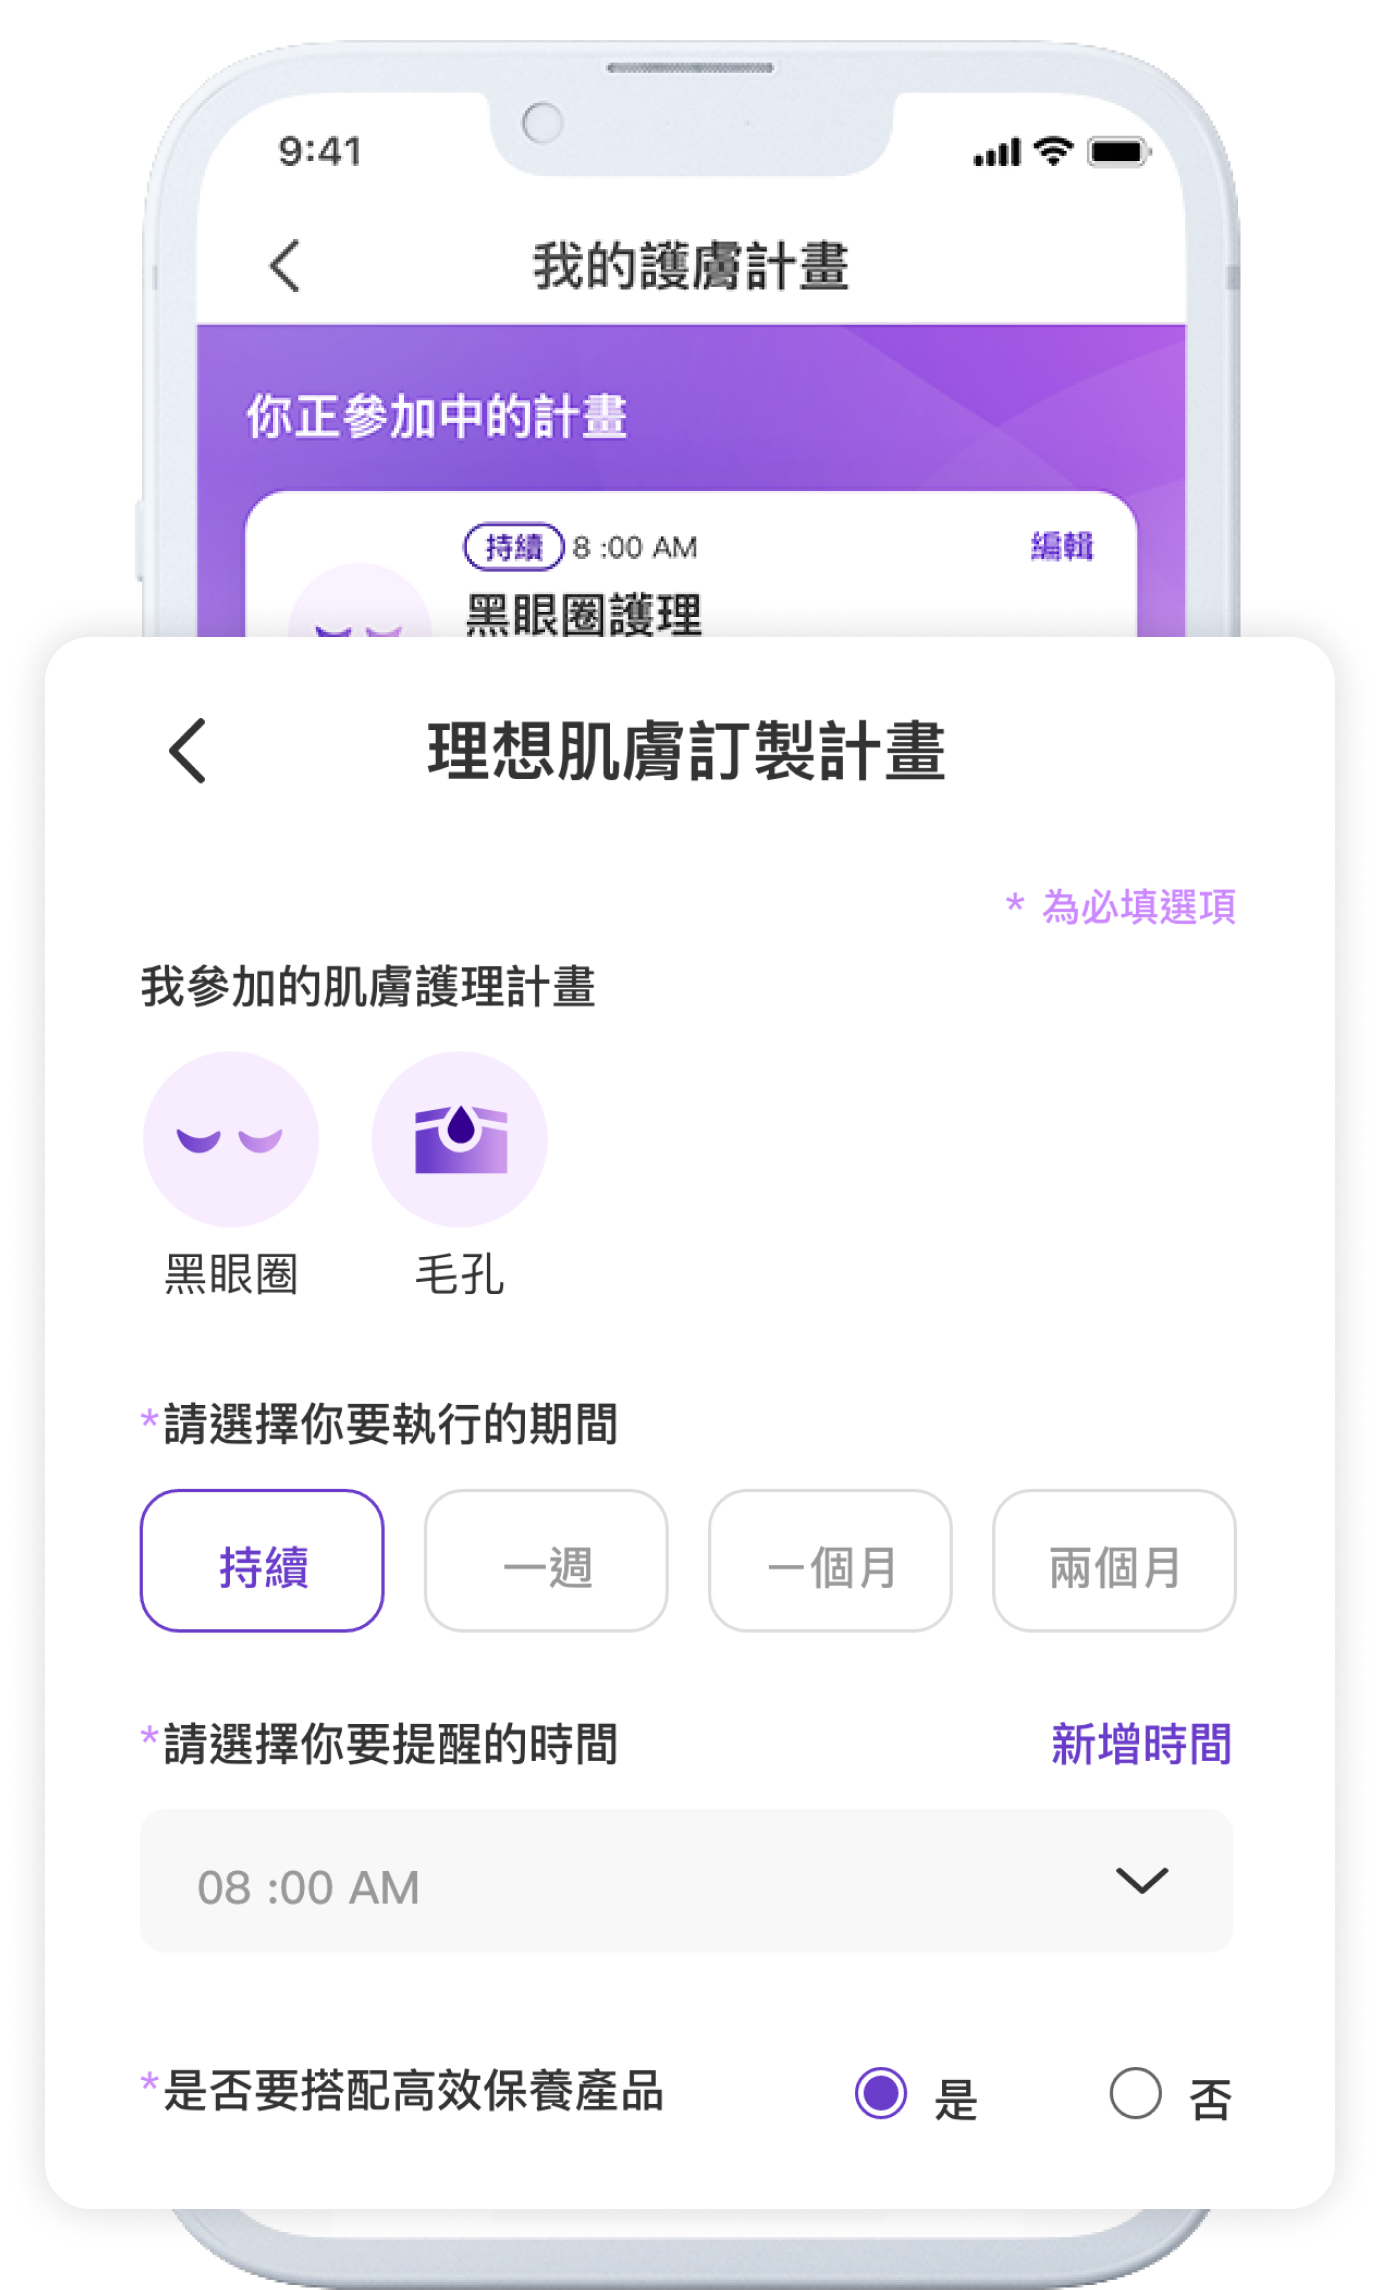 9:41
我的護膚計畫
你正參加中的計畫
持續 8 :00 AM 編輯
黑眼圈護理
理想肌膚訂製計畫
* 為必填選項
我參加的肌膚護理計畫
黑眼圈 毛孔
*請選擇你要執行的期間
持續 一週 一個月 兩個月
*請選擇你要提醒的時間 新增時間
08 :00 AM
*是否要搭配高效保養產品 是 否